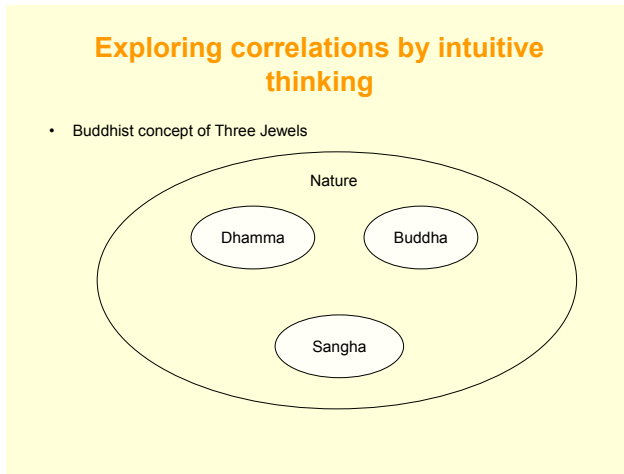 Exploring correlations by intuitive
thinking
• Buddhist concept of Three Jewels
Nature
Dhamma Buddha
Sangha